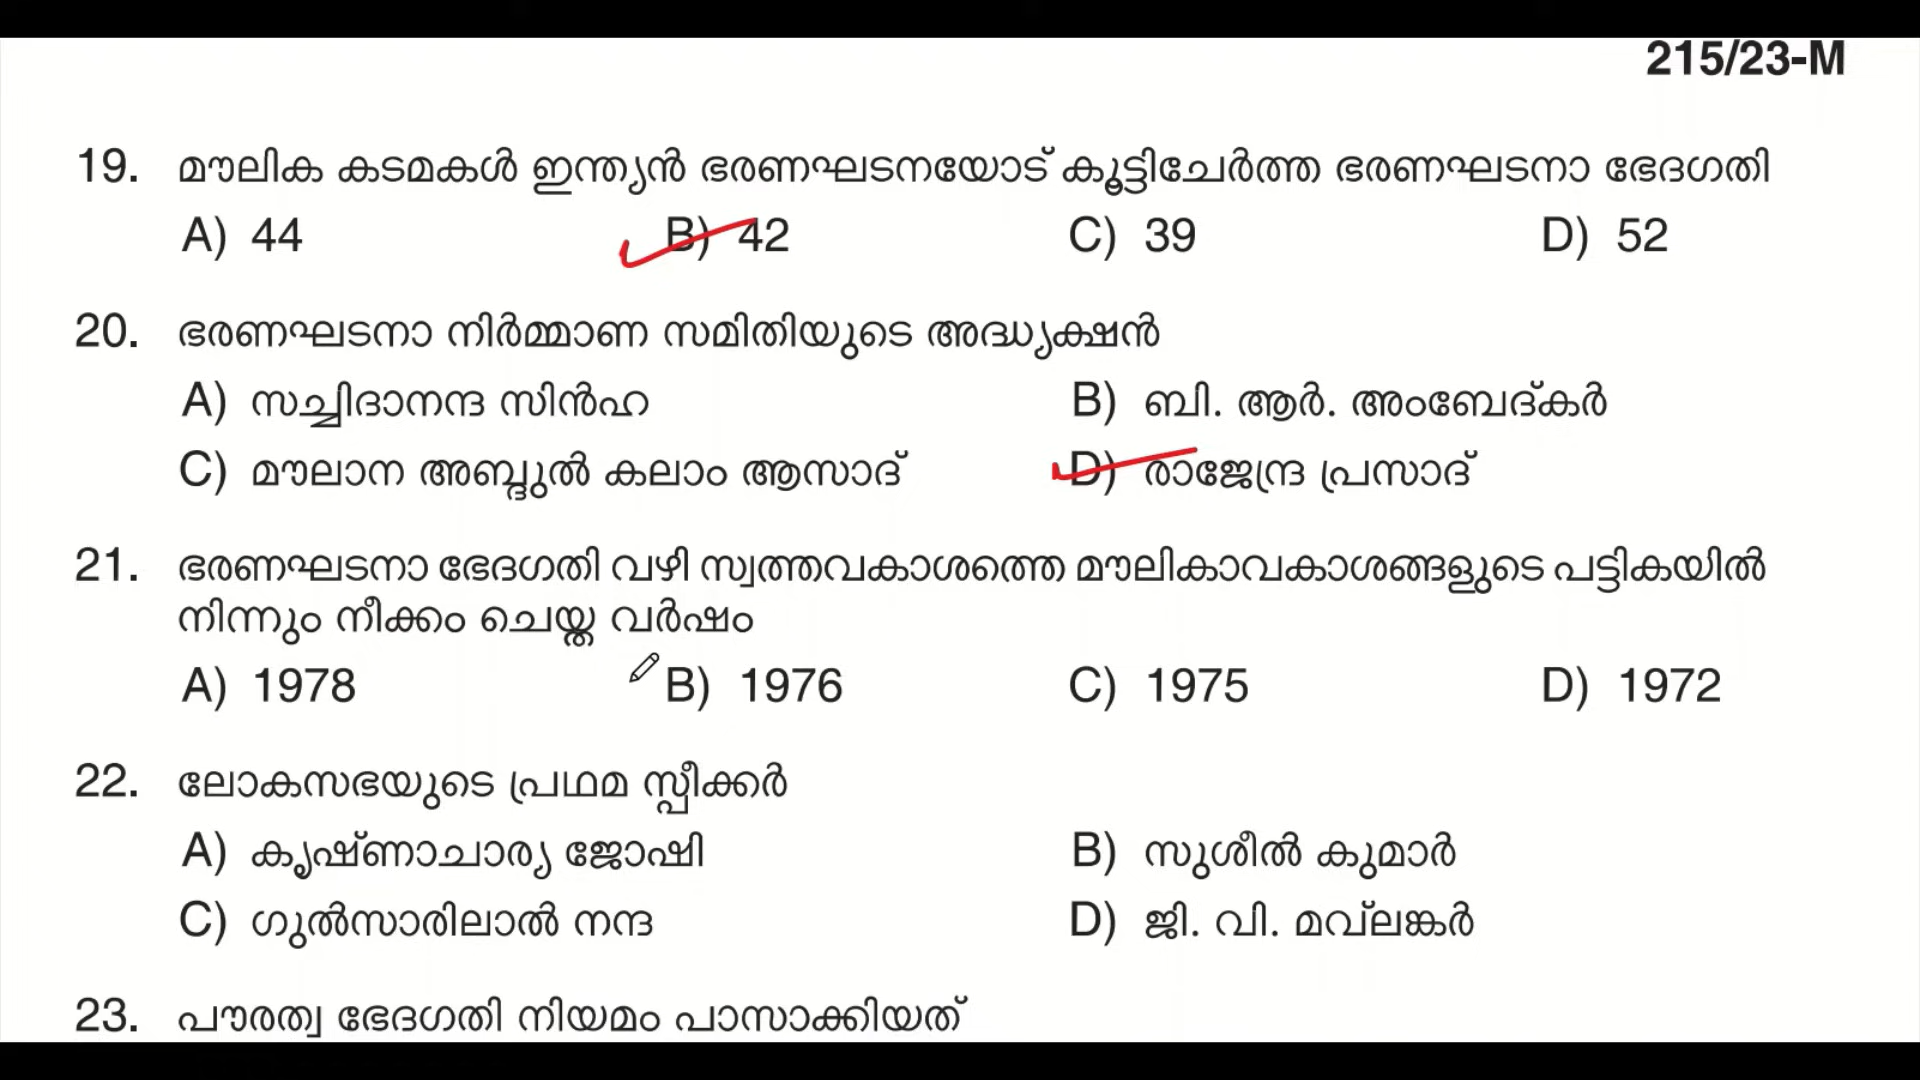 215/23-M
19. മൗലിക കടമകൾ ഇന്ത്യൻ ഭരണഘടനയോട് കൂട്ടിചേർത്ത ഭരണഘടനാ ഭേദഗതി
A) 44 B) 42 C) 39 D) 52
20. ഭരണഘടനാ നിർമ്മാണ സമിതിയുടെ അദ്ധ്യക്ഷൻ
A) സച്ചിദാനന്ദ സിൻഹ B) ബി. ആർ. അംബേദ്കർ
C) മൗലാന അബ്ദുൽ കലാം ആസാദ് D) രാജേന്ദ്ര പ്രസാദ്
21. ഭരണഘടനാ ഭേദഗതി വഴി സ്വത്തവകാശത്തെ മൗലികാവകാശങ്ങളുടെ പട്ടികയിൽ
നിന്നും നീക്കം ചെയ്ത വർഷം
A) 1978 B) 1976 C) 1975 D) 1972
22. ലോകസഭയുടെ പ്രഥമ സ്പീക്കർ
A) കൃഷ്ണാചാര്യ ജോഷി B) സുശീൽ കുമാർ
C) ഗുൽസാരിലാൽ നന്ദ D) ജി. വി. മവ്ലങ്കർ
23. പൗരത്വ ഭേദഗതി നിയമം പാസാക്കിയത്